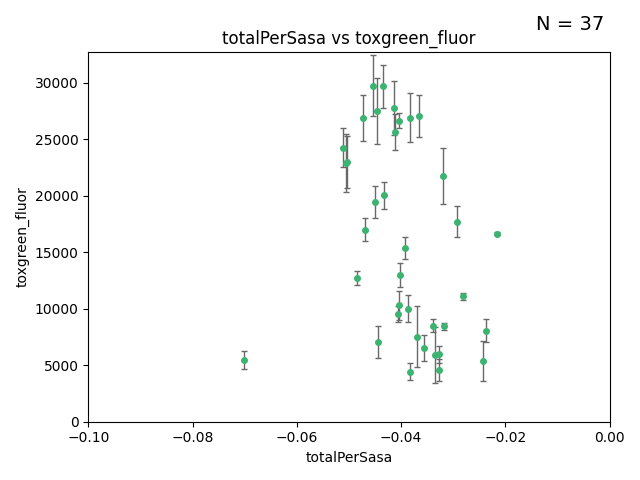 N = 37
totalPerSasa vs toxgreen_fluor
30000
25000
20000
15000
10000
5000
0
toxgreen_fluor
−0.10 −0.08 −0.06 −0.04 −0.02 0.00
totalPerSasa